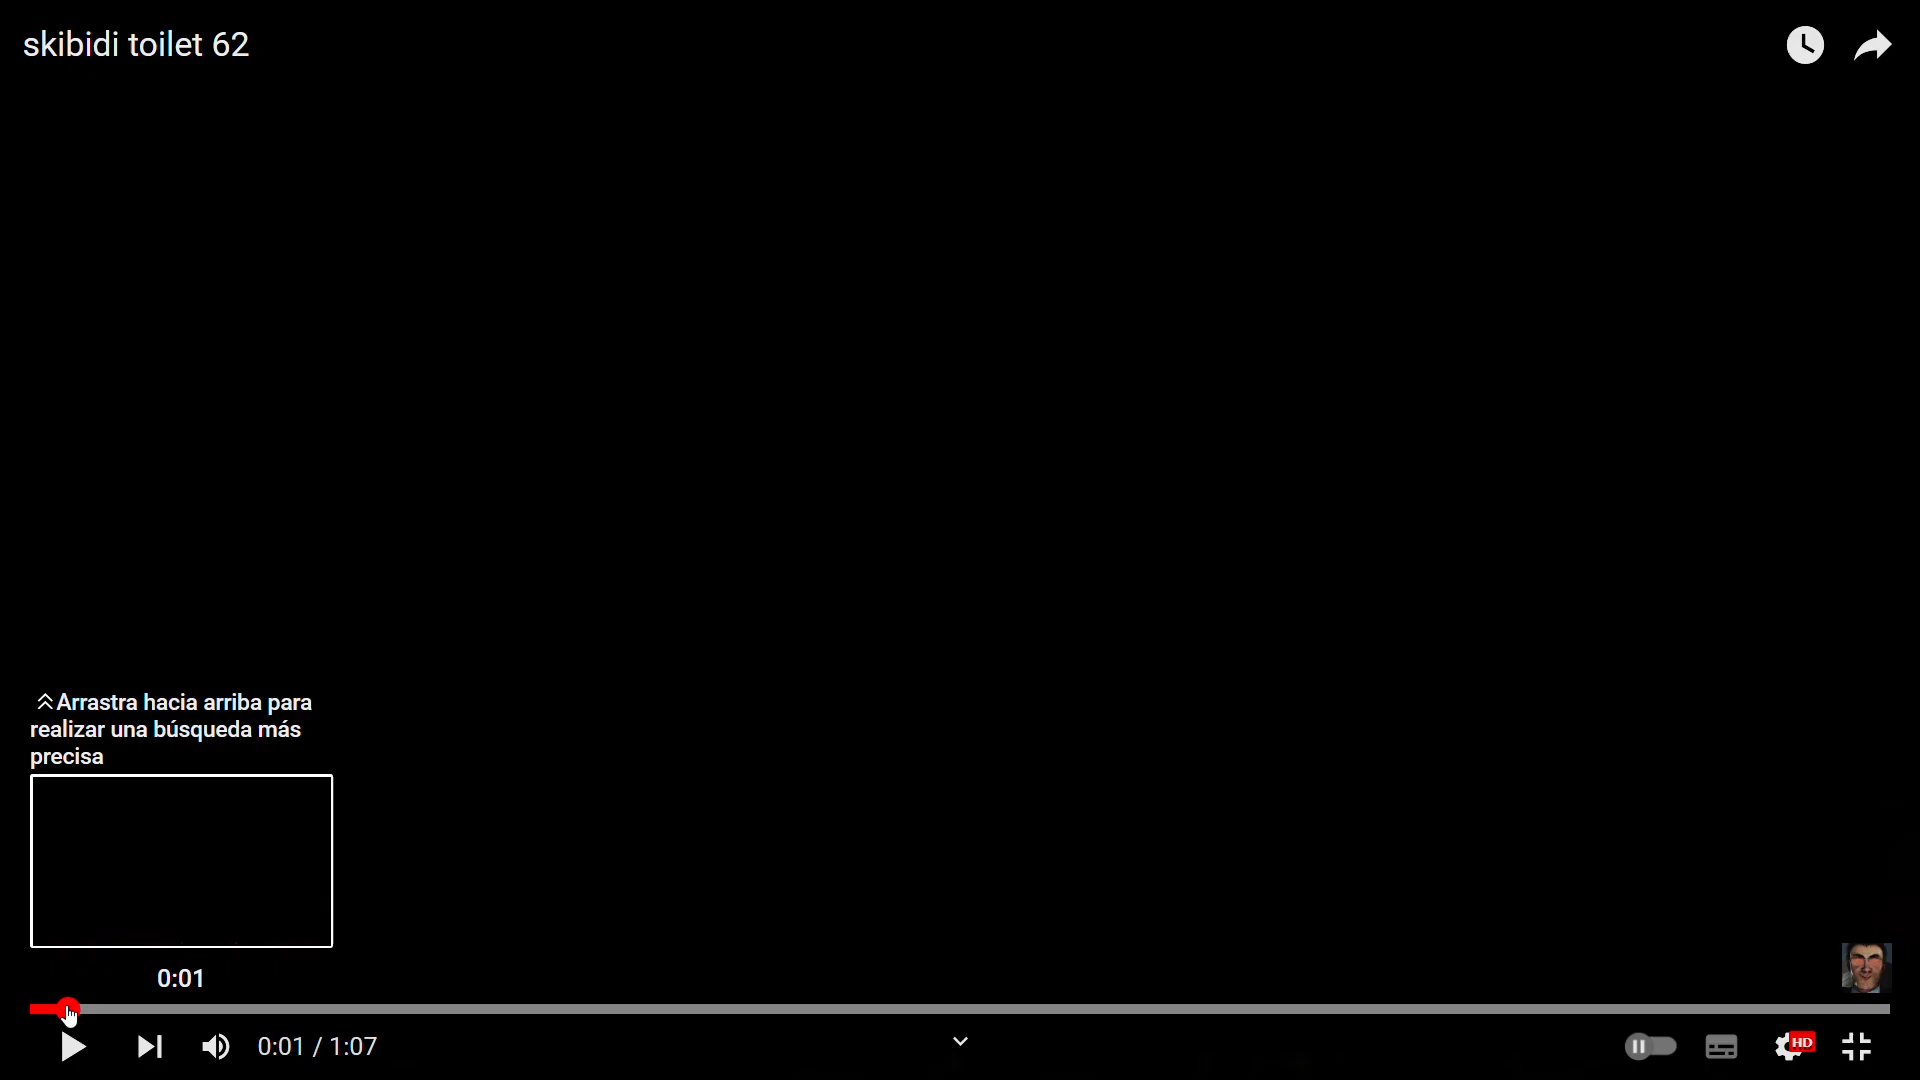 skibidi toilet 62
Arrastra hacia arriba para
realizar una búsqueda más
precisa
0:01
0:01 / 1:07
HD